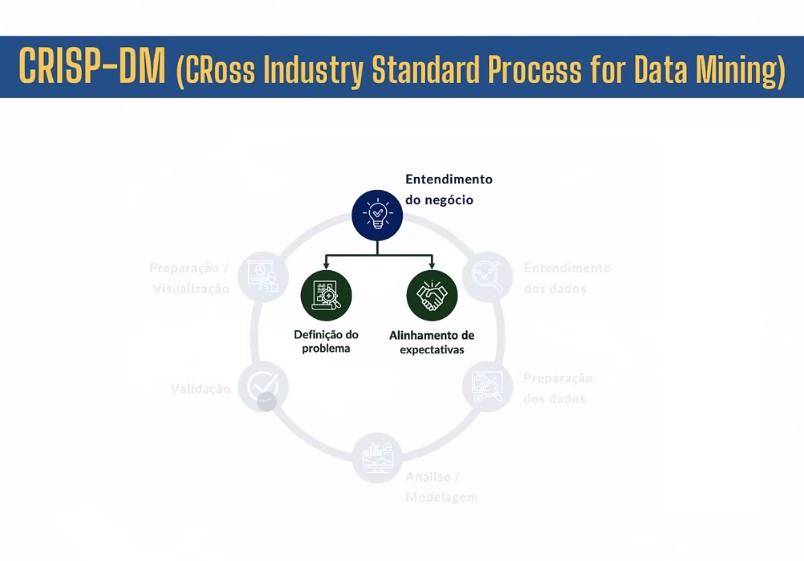 CRISP-DM (CRoss Industry Standard Process for Data Mining)
Entendimento
do negócio
Preparação /
Visualização
Entendimento
dos dados
Definição do
problema
Alinhamento de
expectativas
Validação
Preparação
dos dados
Análise /
Modelagem